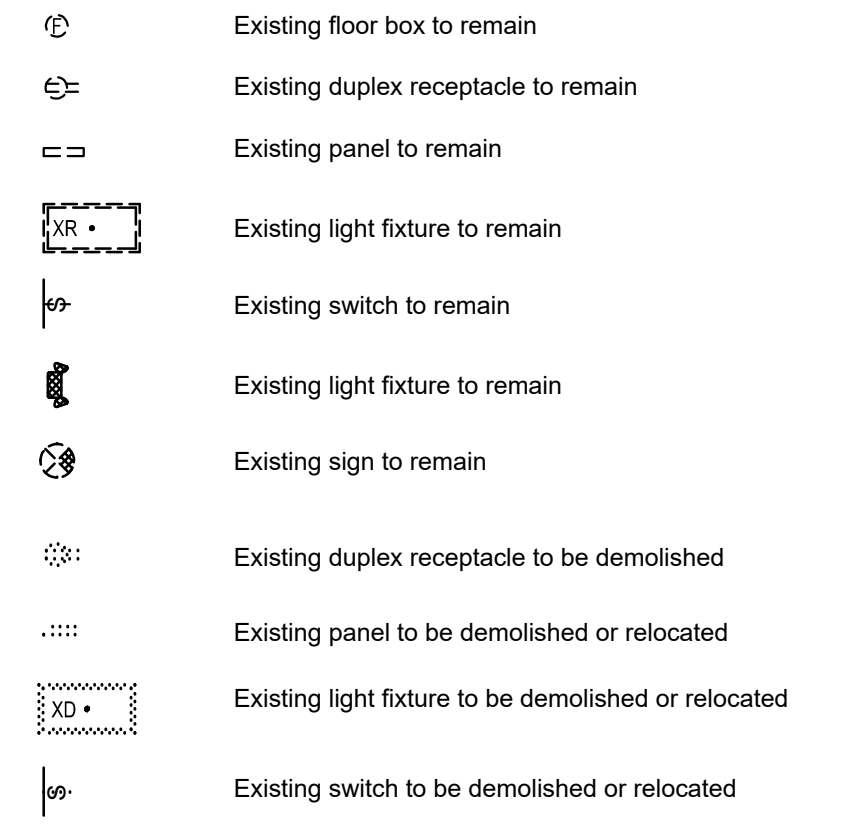 F Existing floor box to remain
Existing duplex receptacle to remain
Existing panel to remain
XR Existing light fixture to remain
S Existing switch to remain
Existing light fixture to remain
Existing sign to remain
Existing duplex receptacle to be demolished
Existing panel to be demolished or relocated
XD Existing light fixture to be demolished or relocated
S Existing switch to be demolished or relocated